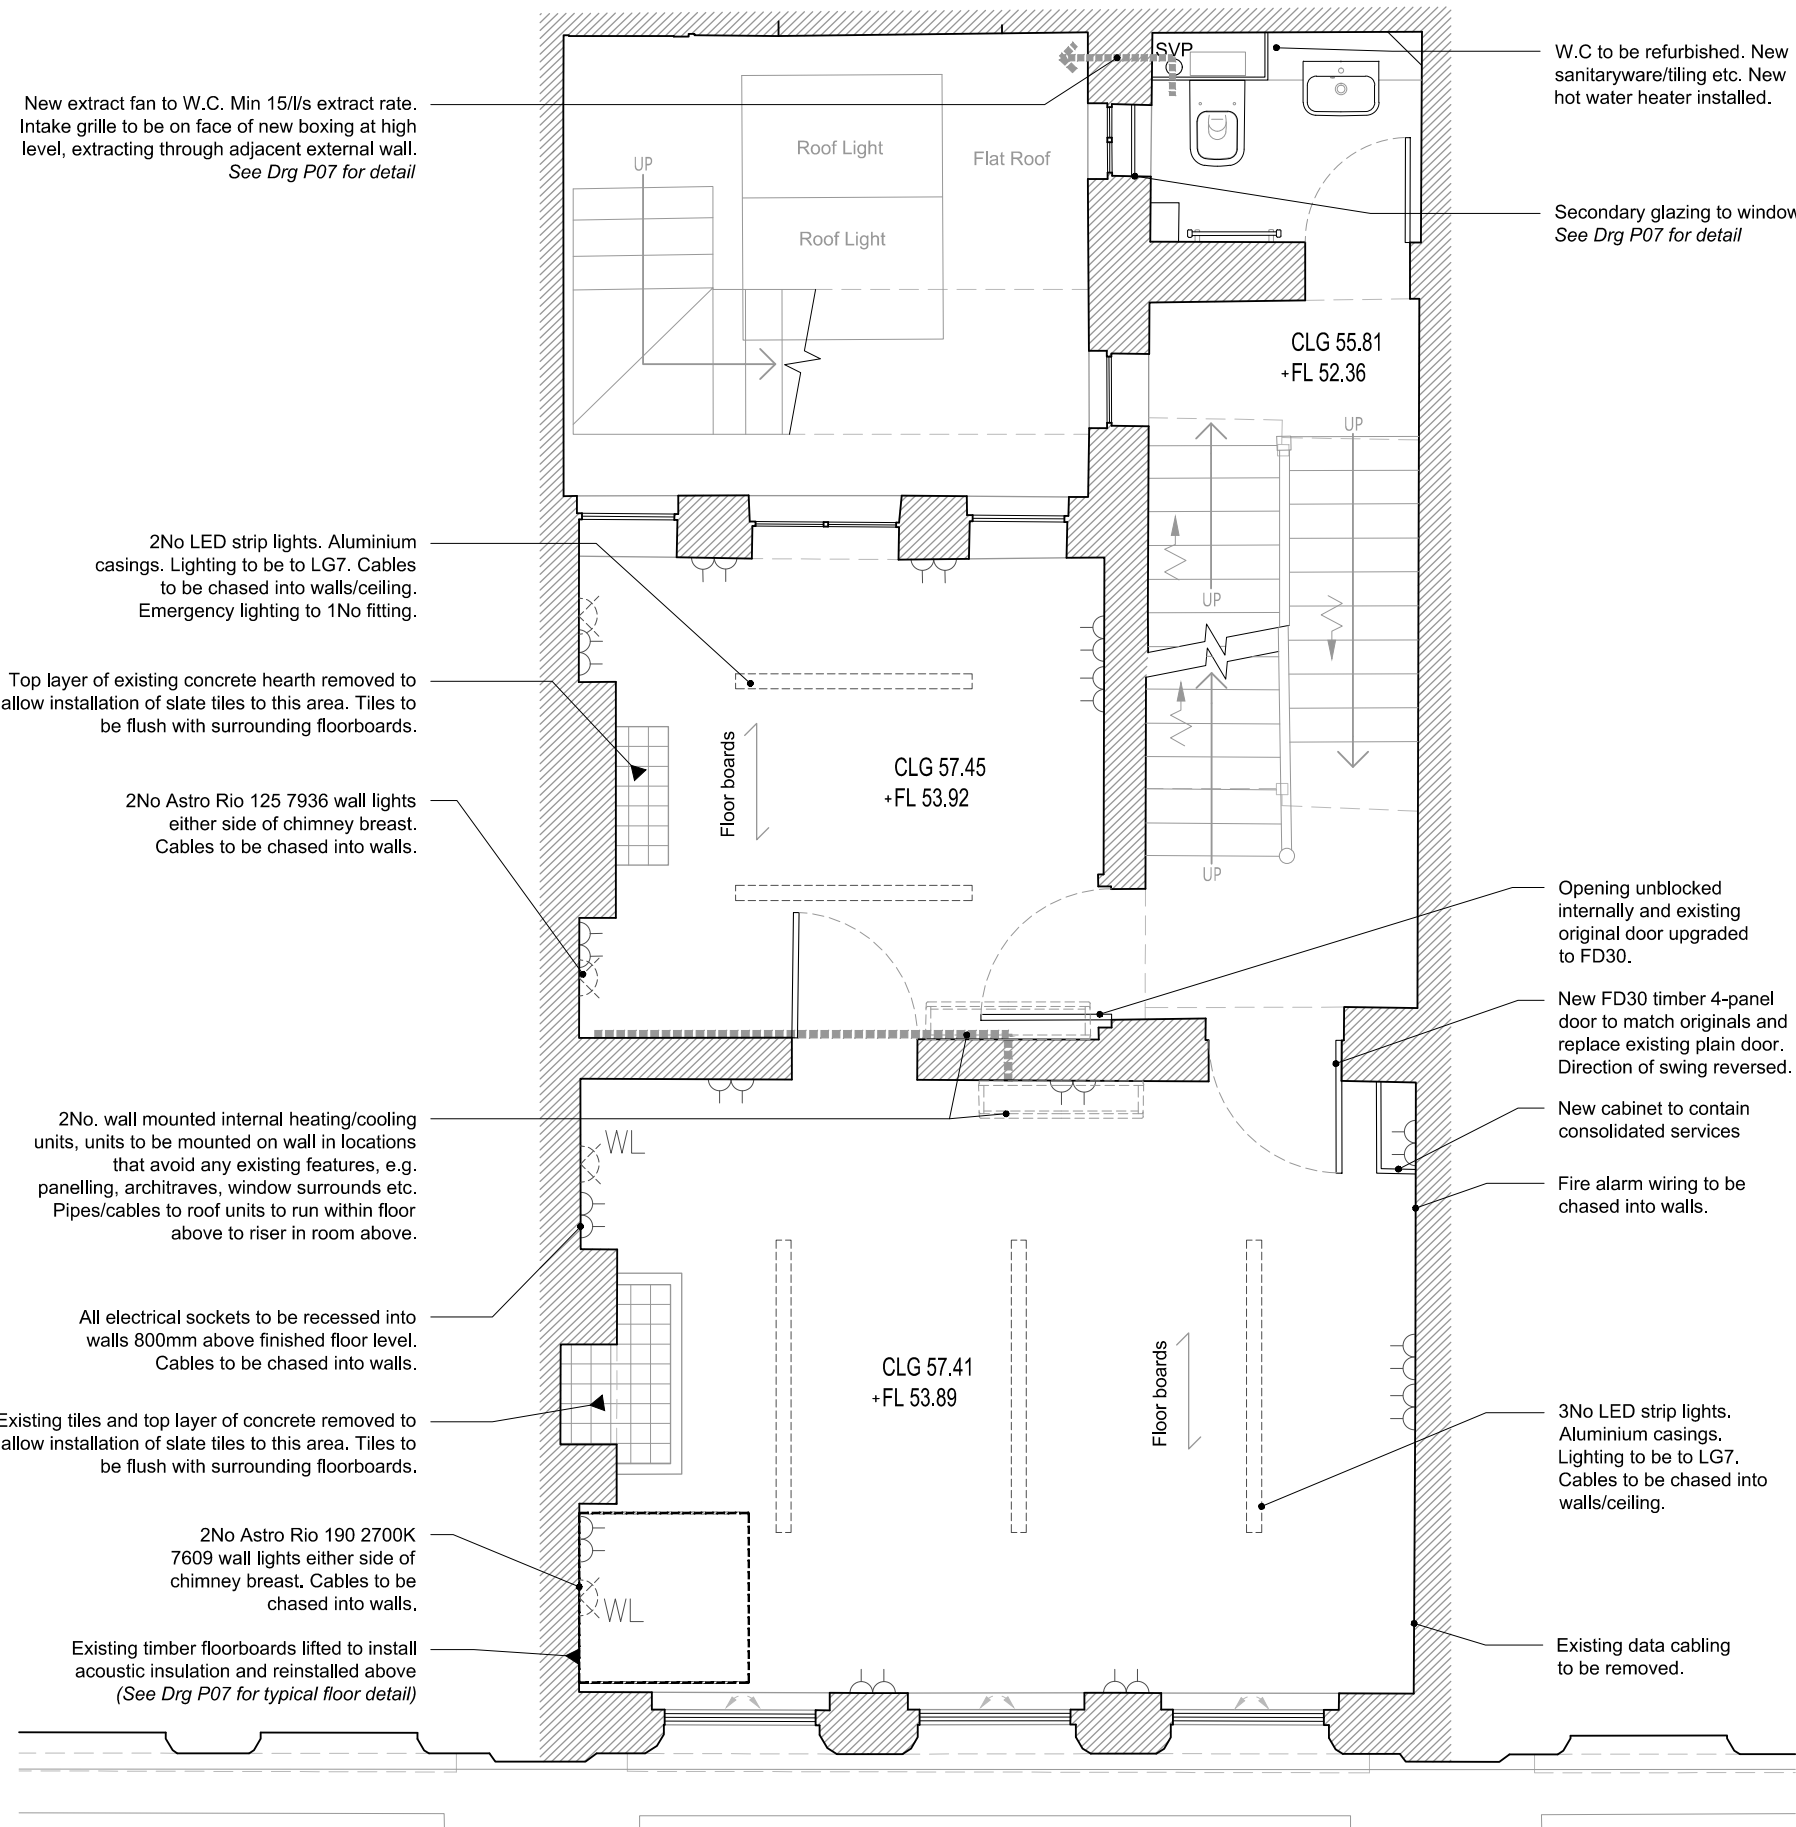 New extract fan to W.C. Min 15/l/s extract rate.
Intake grille to be on face of new boxing at high
level, extracting through adjacent external wall.
See Drg P07 for detail
2No LED strip lights. Aluminium
casings. Lighting to be to LG7. Cables
to be chased into walls/ceiling.
Emergency lighting to 1No fitting.
Top layer of existing concrete hearth removed to
allow installation of slate tiles to this area. Tiles to
be flush with surrounding floorboards.
2No Astro Rio 125 7936 wall lights
either side of chimney breast.
Cables to be chased into walls.
2No. wall mounted internal heating/cooling
units, units to be mounted on wall in locations
that avoid any existing features, e.g.
panelling, architraves, window surrounds etc.
Pipes/cables to roof units to run within floor
above to riser in room above.
All electrical sockets to be recessed into
walls 800mm above finished floor level.
Cables to be chased into walls.
Existing tiles and top layer of concrete removed to
allow installation of slate tiles to this area. Tiles to
be flush with surrounding floorboards.
2No Astro Rio 190 2700K
7609 wall lights either side of
chimney breast. Cables to be
chased into walls.
Existing timber floorboards lifted to install
acoustic insulation and reinstalled above
(See Drg P07 for typical floor detail)
SVP
UP
Roof Light
Flat Roof
Roof Light
CLG 55.81
+FL 52.36
UP
UP
UP
Floor boards
CLG 57.45
+FL 53.92
WL
CLG 57.41
+FL 53.89
Floor boards
WL
W.C to be refurbished. New
sanitaryware/tiling etc. New
hot water heater installed.
Secondary glazing to window
See Drg P07 for detail
Opening unblocked
internally and existing
original door upgraded
to FD30.
New FD30 timber 4-panel
door to match originals and
replace existing plain door.
Direction of swing reversed.
New cabinet to contain
consolidated services
Fire alarm wiring to be
chased into walls.
3No LED strip lights.
Aluminium casings.
Lighting to be to LG7.
Cables to be chased into
walls/ceiling.
Existing data cabling
to be removed.